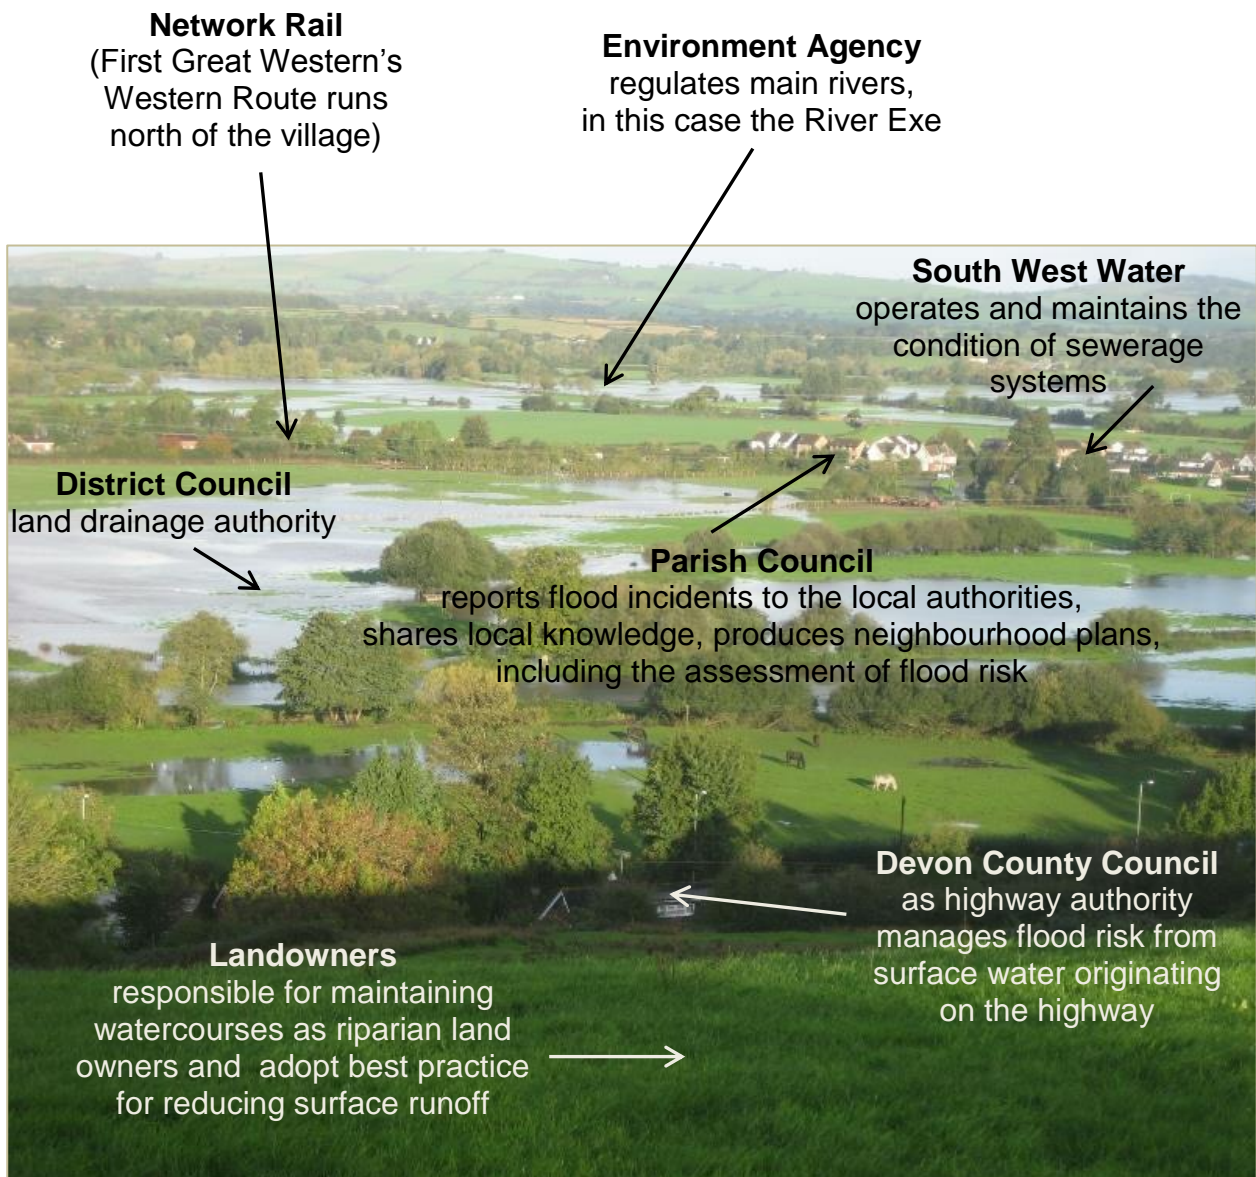 Network Rail
(First Great Western's
Western Route runs
north of the village)
Environment Agency
regulates main rivers,
in this case the River Exe
South West Water
operates and maintains the
condition of sewerage
systems
District Council
land drainage authority
Parish Council
reports flood incidents to the local authorities,
shares local knowledge, produces neighbourhood plans,
including the assessment of flood risk
Devon County Council
as highway authority
manages flood risk from
surface water originating
on the highway
Landowners
responsible for maintaining
watercourses as riparian land
owners and  adopt best practice
for reducing surface runoff